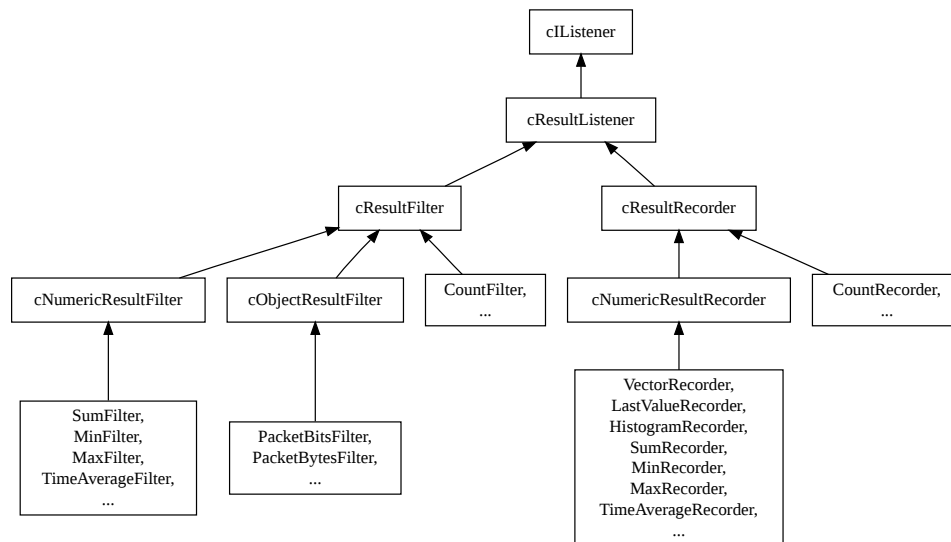 cIListener
cResultListener
cResultFilter
cResultRecorder
cNumericResultFilter
cObjectResultFilter
CountFilter,
...
cNumericResultRecorder
CountRecorder,
...
SumFilter,
MinFilter,
MaxFilter,
TimeAverageFilter,
...
PacketBitsFilter,
PacketBytesFilter,
...
VectorRecorder,
LastValueRecorder,
HistogramRecorder,
SumRecorder,
MinRecorder,
MaxRecorder,
TimeAverageRecorder,
...